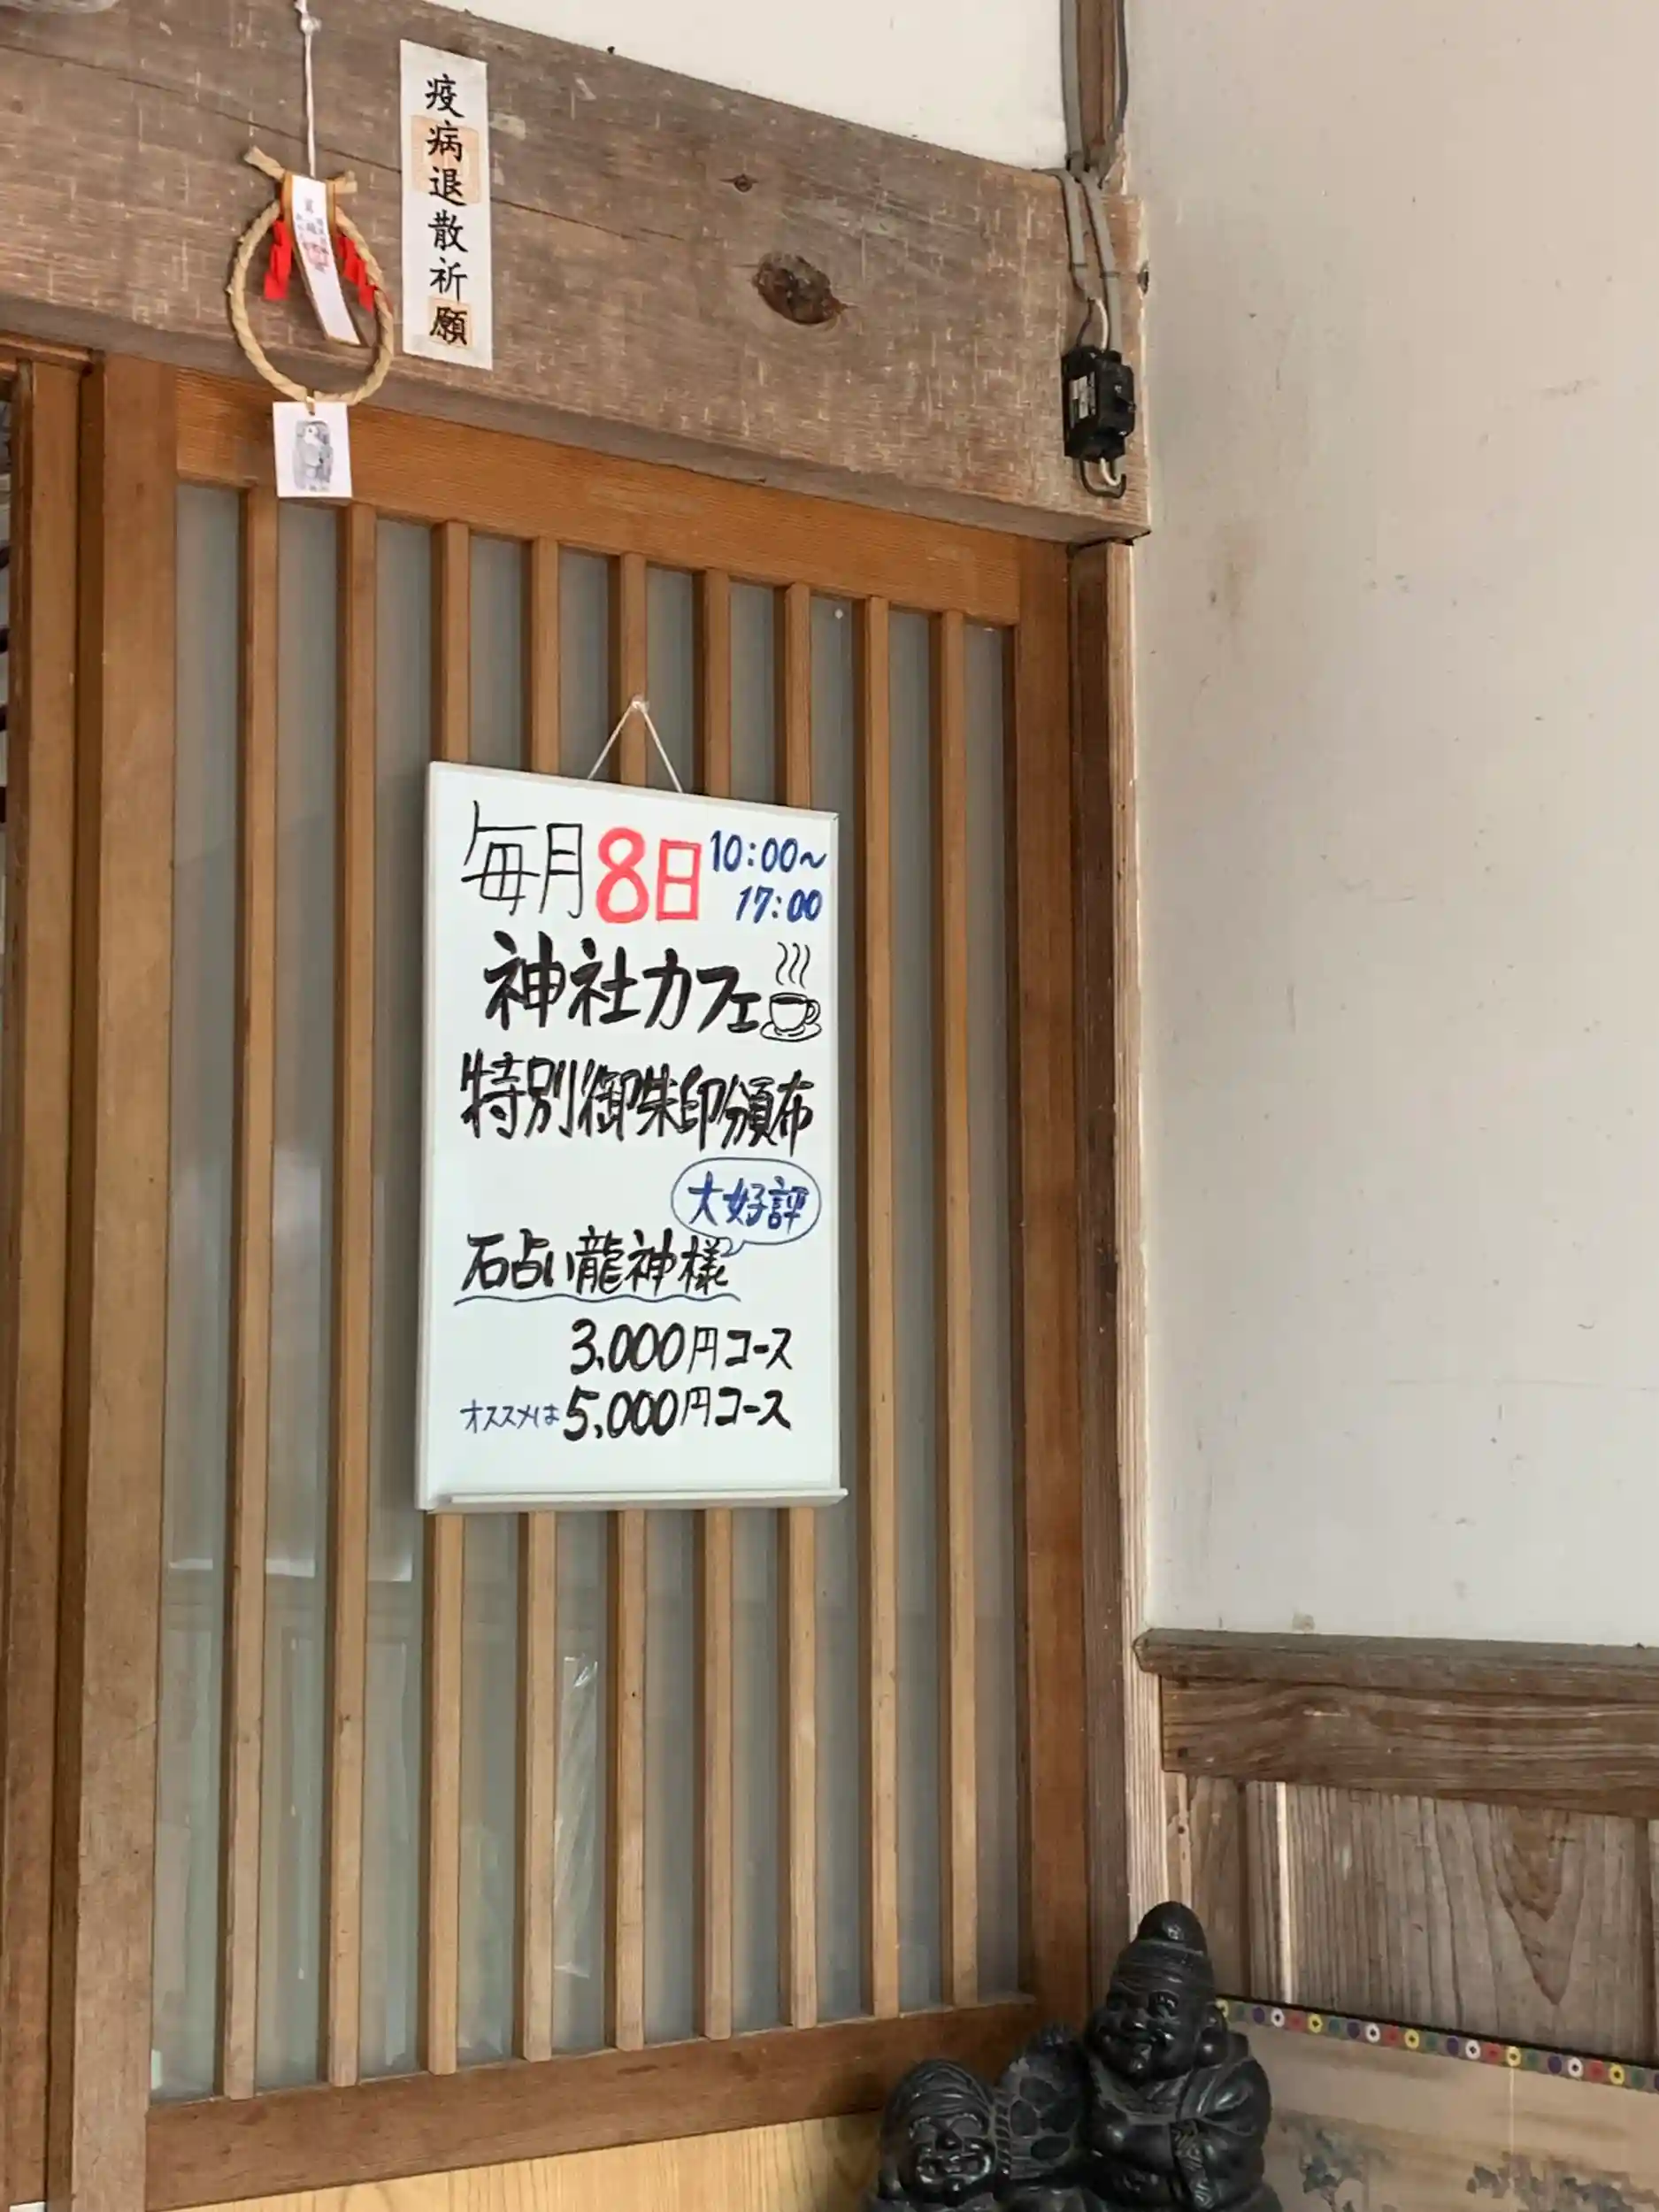 疫病退散祈願
毎月8日 10:00〜
17:00
神社カフェ
特別御朱印頒布
大好評
石占い龍神様
3,000円コース
オススメは5,000円コース